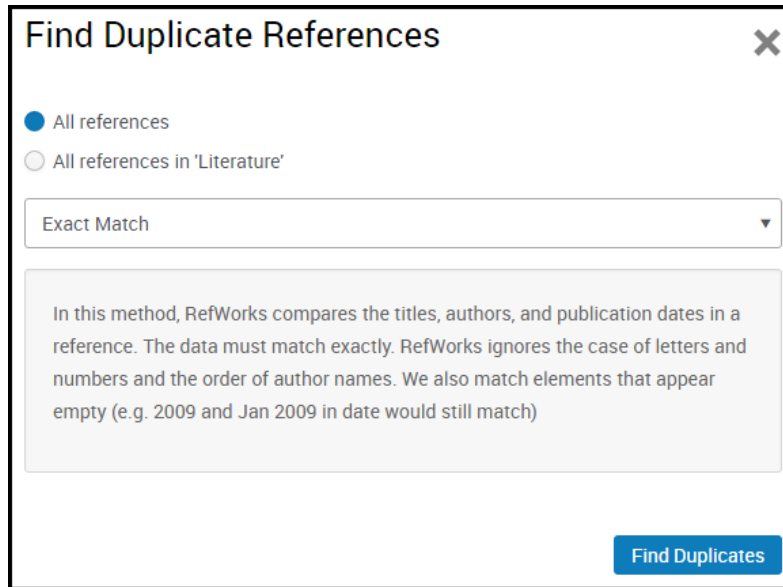 Find Duplicate References
All references
All references in 'Literature'
Exact Match
In this method, RefWorks compares the titles, authors, and publication dates in a
reference. The data must match exactly. RefWorks ignores the case of letters and
numbers and the order of author names. We also match elements that appear
empty (e.g. 2009 and Jan 2009 in date would still match)
Find Duplicates